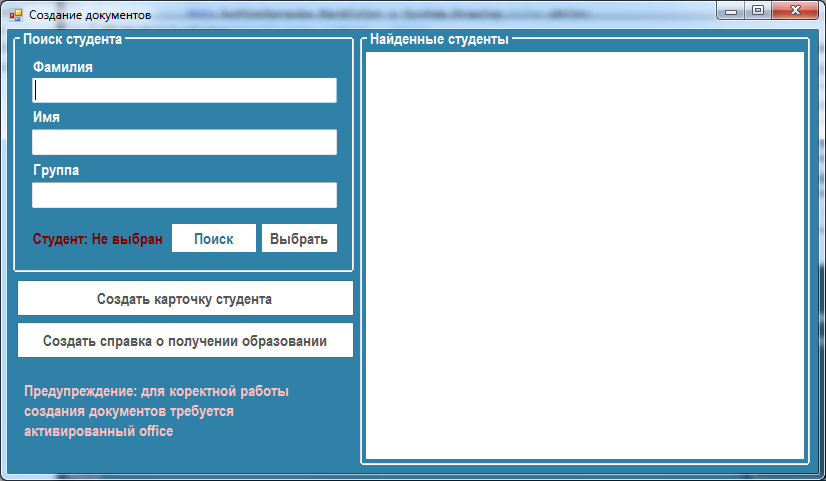 Создание документов
Поиск студента
Фамилия
Имя
Группа
Студент: Не выбран
Поиск
Выбрать
Создать карточку студента
Создать справка о получении образовании
Предупреждение: для коректной работы
создания документов требуется
активированный office
Найденные студенты